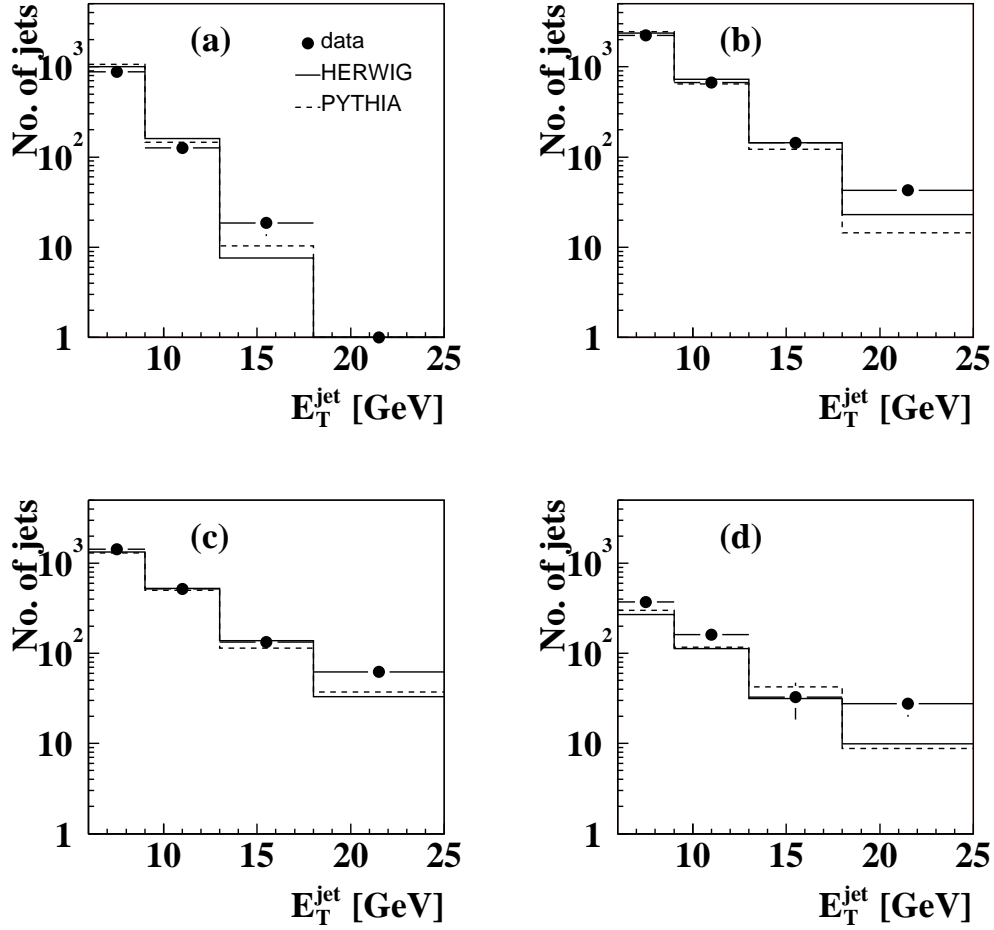 No. of jets
(a)
data
HERWIG
PYTHIA
10^3
10^2
10
1
10 15 20 25
E_T^jet [GeV]
No. of jets
(b)
10^3
10^2
10
1
10 15 20 25
E_T^jet [GeV]
No. of jets
(c)
10^3
10^2
10
1
10 15 20 25
E_T^jet [GeV]
No. of jets
(d)
10^3
10^2
10
1
10 15 20 25
E_T^jet [GeV]